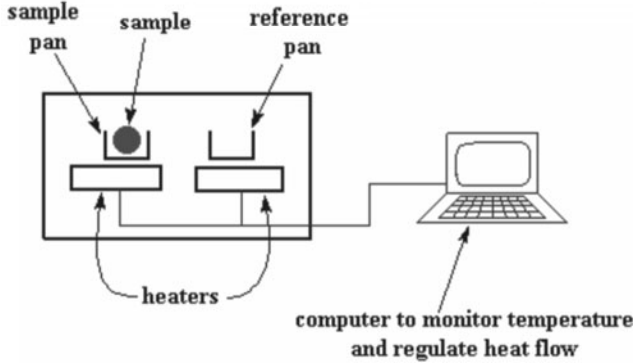 sample
pan
sample
reference
pan
heaters
computer to monitor temperature
and regulate heat flow